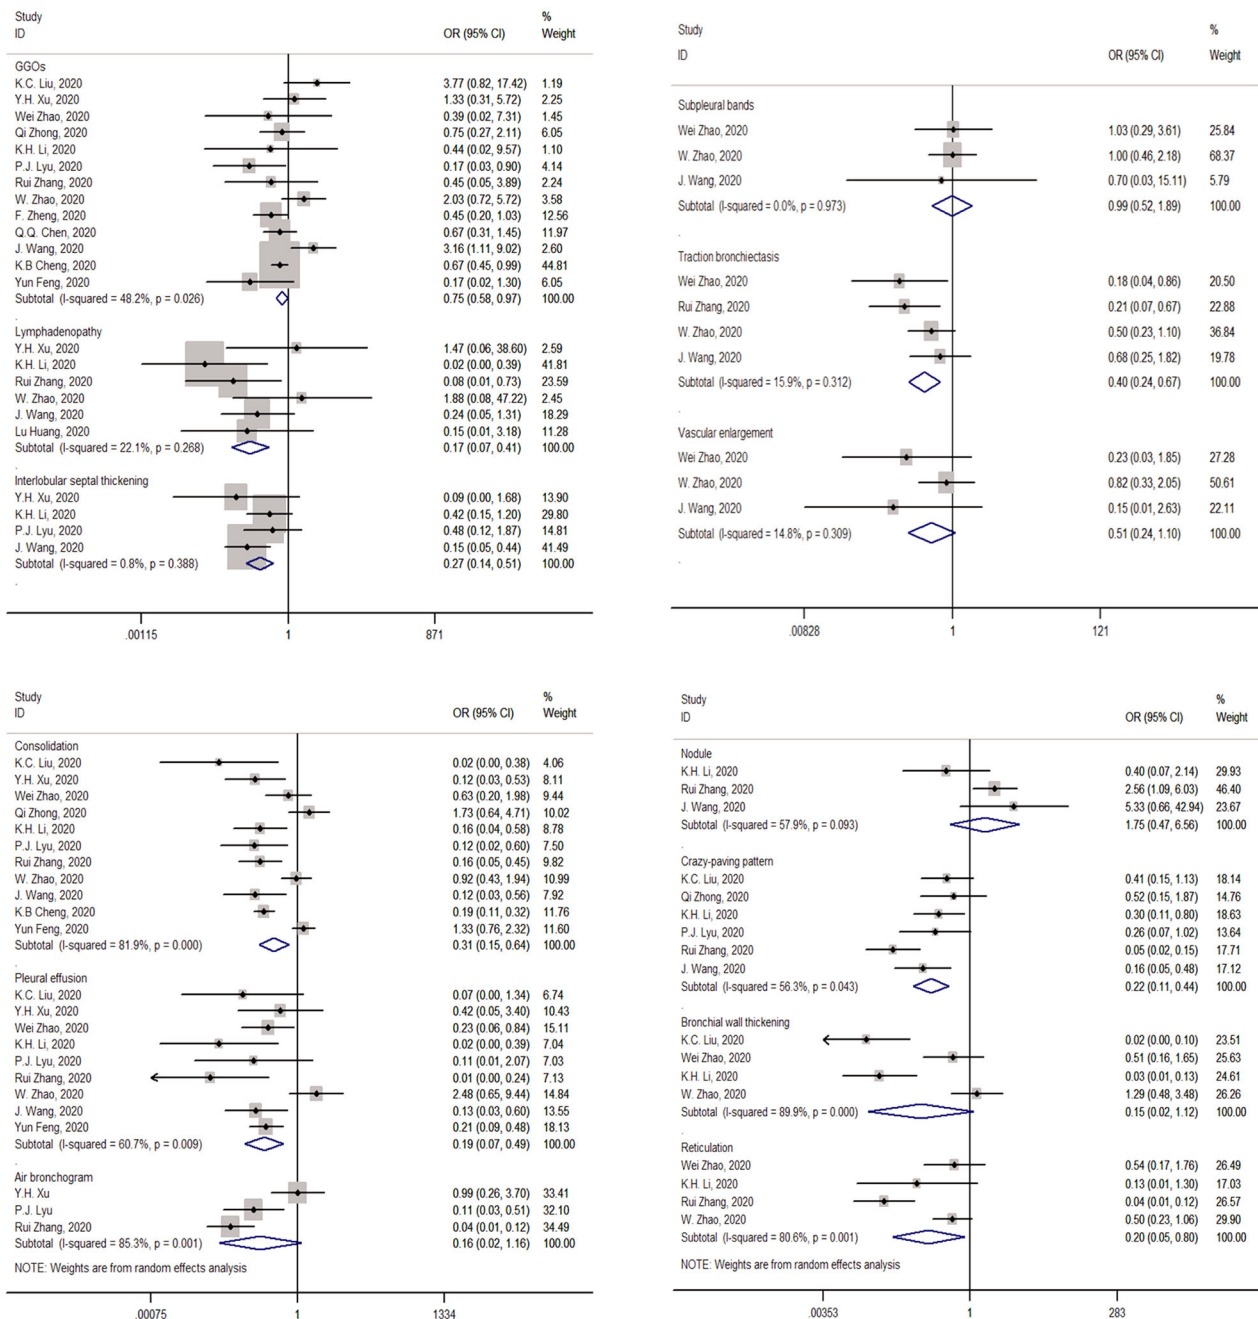 Study %
ID OR (95% CI) Weight
GGOs
K.C. Liu, 2020 3.77 (0.82, 17.42) 1.19
Y.H. Xu, 2020 1.33 (0.31, 5.72) 2.25
Wei Zhao, 2020 0.39 (0.02, 7.31) 1.45
Qi Zhong, 2020 0.75 (0.27, 2.11) 6.05
K.H. Li, 2020 0.44 (0.02, 9.57) 1.10
P.J. Lyu, 2020 0.17 (0.03, 0.90) 4.14
Rui Zhang, 2020 0.45 (0.05, 3.89) 2.24
W. Zhao, 2020 2.03 (0.72, 5.72) 3.58
F. Zheng, 2020 0.45 (0.20, 1.03) 12.56
Q.Q. Chen, 2020 0.67 (0.31, 1.45) 11.97
J. Wang, 2020 3.16 (1.11, 9.02) 2.60
K.B Cheng, 2020 0.67 (0.45, 0.99) 44.81
Yun Feng, 2020 0.17 (0.02, 1.30) 6.05
Subtotal (I-squared = 48.2%, p = 0.026) 0.75 (0.58, 0.97) 100.00
.
Lymphadenopathy
Y.H. Xu, 2020 1.47 (0.06, 38.60) 2.59
K.H. Li, 2020 0.02 (0.00, 0.39) 41.81
Rui Zhang, 2020 0.08 (0.01, 0.73) 23.59
W. Zhao, 2020 1.88 (0.08, 47.22) 2.45
J. Wang, 2020 0.24 (0.05, 1.31) 18.29
Lu Huang, 2020 0.15 (0.01, 3.18) 11.28
Subtotal (I-squared = 22.1%, p = 0.268) 0.17 (0.07, 0.41) 100.00
.
Interlobular septal thickening
Y.H. Xu, 2020 0.09 (0.00, 1.68) 13.90
K.H. Li, 2020 0.42 (0.15, 1.20) 29.80
P.J. Lyu, 2020 0.48 (0.12, 1.87) 14.81
J. Wang, 2020 0.15 (0.05, 0.44) 41.49
Subtotal (I-squared = 0.8%, p = 0.388) 0.27 (0.14, 0.51) 100.00
.
.00115 1 871
Study %
ID OR (95% CI) Weight
Subpleural bands
Wei Zhao, 2020 1.03 (0.29, 3.61) 25.84
W. Zhao, 2020 1.00 (0.46, 2.18) 68.37
J. Wang, 2020 0.70 (0.03, 15.11) 5.79
Subtotal (I-squared = 0.0%, p = 0.973) 0.99 (0.52, 1.89) 100.00
.
Traction bronchiectasis
Wei Zhao, 2020 0.18 (0.04, 0.86) 20.50
Rui Zhang, 2020 0.21 (0.07, 0.67) 22.88
W. Zhao, 2020 0.50 (0.23, 1.10) 36.84
J. Wang, 2020 0.68 (0.25, 1.82) 19.78
Subtotal (I-squared = 15.9%, p = 0.312) 0.40 (0.24, 0.67) 100.00
.
Vascular enlargement
Wei Zhao, 2020 0.23 (0.03, 1.85) 27.28
W. Zhao, 2020 0.82 (0.33, 2.05) 50.61
J. Wang, 2020 0.15 (0.01, 2.63) 22.11
Subtotal (I-squared = 14.8%, p = 0.309) 0.51 (0.24, 1.10) 100.00
.
.00828 1 121
Study %
ID OR (95% CI) Weight
Consolidation
K.C. Liu, 2020 0.02 (0.00, 0.38) 4.06
Y.H. Xu, 2020 0.12 (0.03, 0.53) 8.11
Wei Zhao, 2020 0.63 (0.20, 1.98) 9.44
Qi Zhong, 2020 1.73 (0.64, 4.71) 10.02
K.H. Li, 2020 0.16 (0.04, 0.58) 8.78
P.J. Lyu, 2020 0.12 (0.02, 0.60) 7.50
Rui Zhang, 2020 0.16 (0.05, 0.45) 9.82
W. Zhao, 2020 0.92 (0.43, 1.94) 10.99
J. Wang, 2020 0.12 (0.03, 0.56) 7.92
K.B Cheng, 2020 0.19 (0.11, 0.32) 11.76
Yun Feng, 2020 1.33 (0.76, 2.32) 11.60
Subtotal (I-squared = 81.9%, p = 0.000) 0.31 (0.15, 0.64) 100.00
.
Pleural effusion
K.C. Liu, 2020 0.07 (0.00, 1.34) 6.74
Y.H. Xu, 2020 0.42 (0.05, 3.40) 10.43
Wei Zhao, 2020 0.23 (0.06, 0.84) 15.11
K.H. Li, 2020 0.02 (0.00, 0.39) 7.04
P.J. Lyu, 2020 0.11 (0.01, 2.07) 7.03
Rui Zhang, 2020 0.01 (0.00, 0.24) 7.13
W. Zhao, 2020 2.48 (0.65, 9.44) 14.84
J. Wang, 2020 0.13 (0.03, 0.60) 13.55
Yun Feng, 2020 0.21 (0.09, 0.48) 18.13
Subtotal (I-squared = 60.7%, p = 0.009) 0.19 (0.07, 0.49) 100.00
.
Air bronchogram
Y.H. Xu 0.99 (0.26, 3.70) 33.41
P.J. Lyu 0.11 (0.03, 0.51) 32.10
Rui Zhang, 2020 0.04 (0.01, 0.12) 34.49
Subtotal (I-squared = 85.3%, p = 0.001) 0.16 (0.02, 1.16) 100.00
NOTE: Weights are from random effects analysis
.00075 1 1334
Study %
ID OR (95% CI) Weight
Nodule
K.H. Li, 2020 0.40 (0.07, 2.14) 29.93
Rui Zhang, 2020 2.56 (1.09, 6.03) 46.40
J. Wang, 2020 5.33 (0.66, 42.94) 23.67
Subtotal (I-squared = 57.9%, p = 0.093) 1.75 (0.47, 6.56) 100.00
.
Crazy-paving pattern
K.C. Liu, 2020 0.41 (0.15, 1.13) 18.14
Qi Zhong, 2020 0.52 (0.15, 1.87) 14.76
K.H. Li, 2020 0.30 (0.11, 0.80) 18.63
P.J. Lyu, 2020 0.26 (0.07, 1.02) 13.64
Rui Zhang, 2020 0.05 (0.02, 0.15) 17.71
J. Wang, 2020 0.16 (0.05, 0.48) 17.12
Subtotal (I-squared = 56.3%, p = 0.043) 0.22 (0.11, 0.44) 100.00
.
Bronchial wall thickening
K.C. Liu, 2020 0.02 (0.00, 0.10) 23.51
Wei Zhao, 2020 0.51 (0.16, 1.65) 25.63
K.H. Li, 2020 0.03 (0.01, 0.13) 24.61
W. Zhao, 2020 1.29 (0.48, 3.48) 26.26
Subtotal (I-squared = 89.9%, p = 0.000) 0.15 (0.02, 1.12) 100.00
.
Reticulation
Wei Zhao, 2020 0.54 (0.17, 1.76) 26.49
K.H. Li, 2020 0.13 (0.01, 1.30) 17.03
Rui Zhang, 2020 0.04 (0.01, 0.12) 26.57
W. Zhao, 2020 0.50 (0.23, 1.06) 29.90
Subtotal (I-squared = 80.6%, p = 0.001) 0.20 (0.05, 0.80) 100.00
NOTE: Weights are from random effects analysis
.00353 1 283